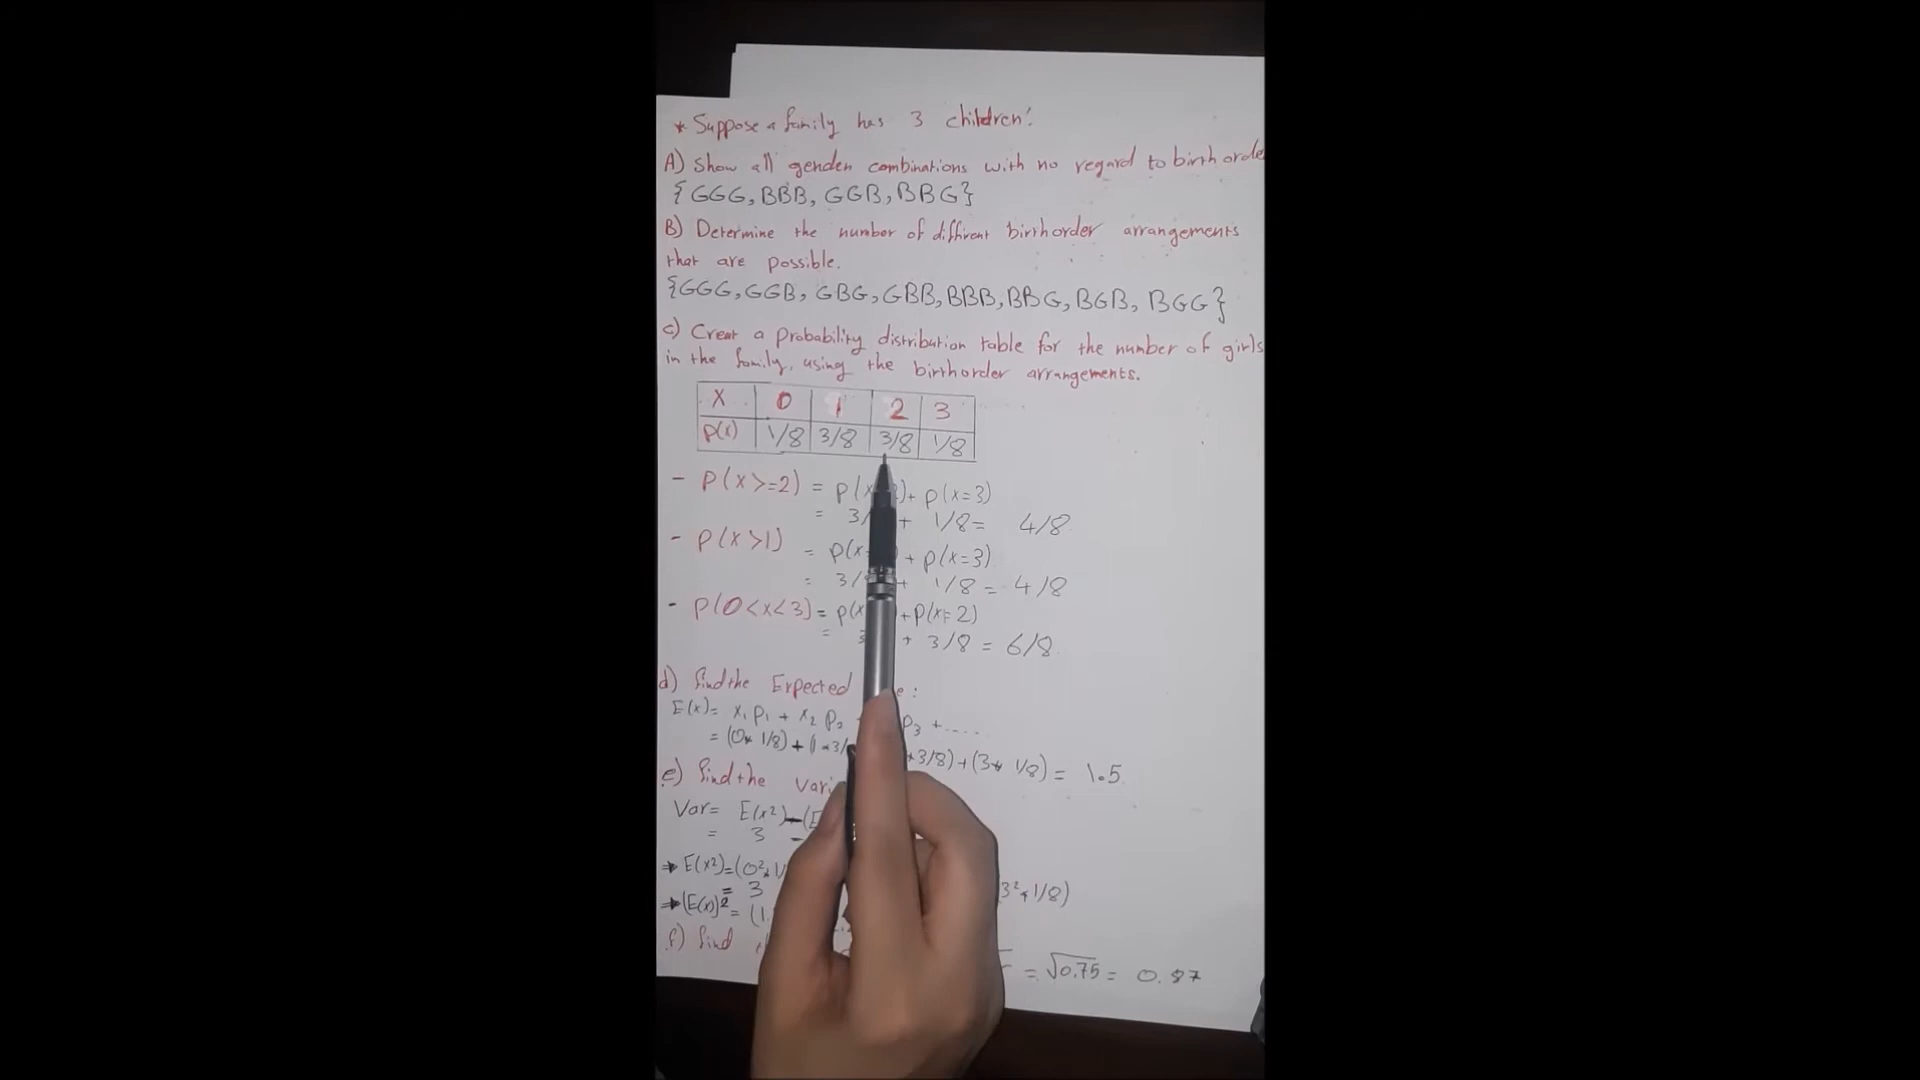 * Suppose a family has 3 children:
A) Show all gender combinations with no regard to birth orde
{GGG, BBB, GGB, BBG}
B) Determine the number of diffirent birthorder arrangements
that are possible.
{GGG, GGB, GBG, GBB, BBB, BBG, BGB, BGG}
c) Creat a probability distribution table for the number of girls
in the family, using the birthorder arrangements.
X 0 1 2 3
p(x) 1/8 3/8 3/8 1/8
- P(x>=2) = p(x + p(x=3)
= 3/ + 1/8 = 4/8
- P(x>1) = p(x + p(x=3)
= 3/ + 1/8 = 4/8
- P(0<x<3) = p(x + p(x=2)
= 3 + 3/8 = 6/8
d) find the Expected :
E(x) = x₁ p₁ + x₂ p₂ p₃ + .....
= (0* 1/8) + (1*3/ *3/8) + (3* 1/8) = 1.5
e) find the vari
Var = E(x²) - (E
= 3 -
→ E(x²) = (0²* 1/ 3²*1/8)
= 3
→ (E(x))² = (1.
f) find
= √0.75 = 0.87